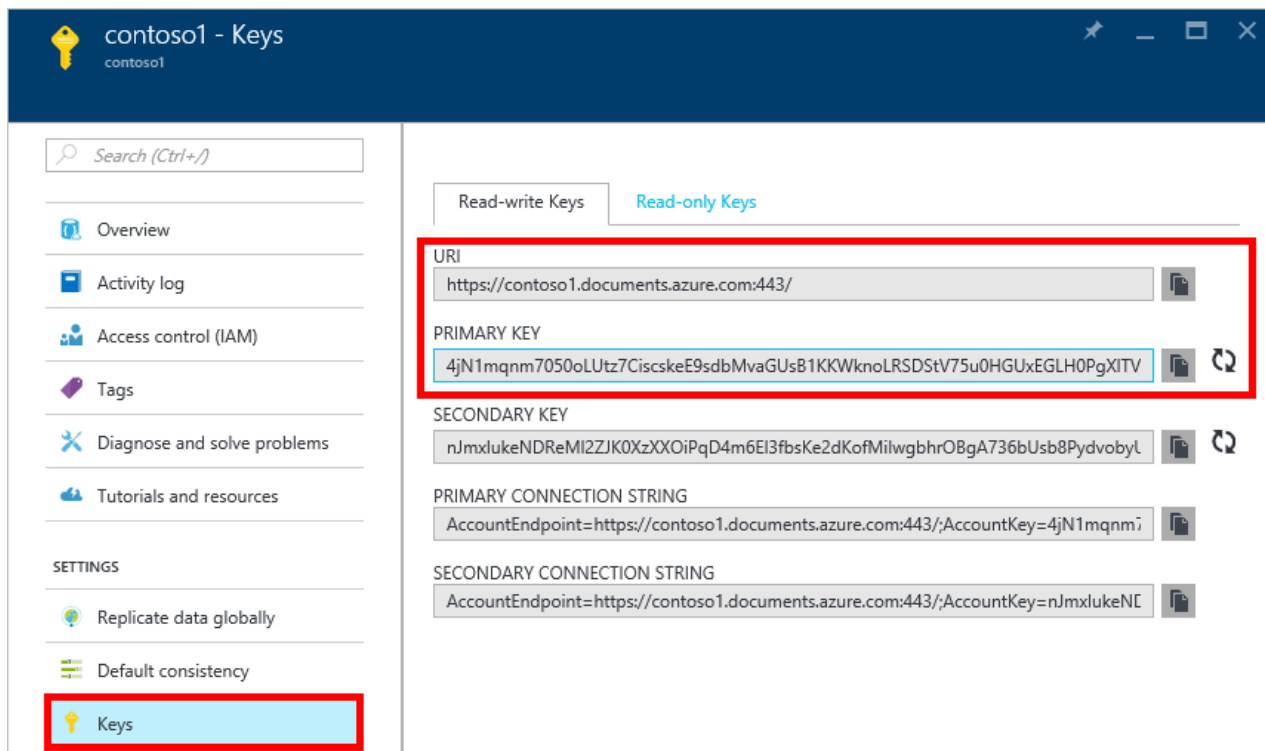 contoso1 - Keys
contoso1
Search (Ctrl+/)
Overview
Activity log
Access control (IAM)
Tags
Diagnose and solve problems
Tutorials and resources
SETTINGS
Replicate data globally
Default consistency
Keys
Read-write Keys
Read-only Keys
URI
https://contoso1.documents.azure.com:443/
PRIMARY KEY
4jN1mqnm7050oLUtz7CiscskeE9sdbMvaGUsB1KKWknoLRSDStV75u0HGUxEGLH0PgXITV
SECONDARY KEY
nJmxlukeNDReMI2ZJK0XzXXOiPqD4m6EI3fbsKe2dKofMilwgbhrOBgA736bUsb8PydvobyU
PRIMARY CONNECTION STRING
AccountEndpoint=https://contoso1.documents.azure.com:443/;AccountKey=4jN1mqnm7
SECONDARY CONNECTION STRING
AccountEndpoint=https://contoso1.documents.azure.com:443/;AccountKey=nJmxlukeND